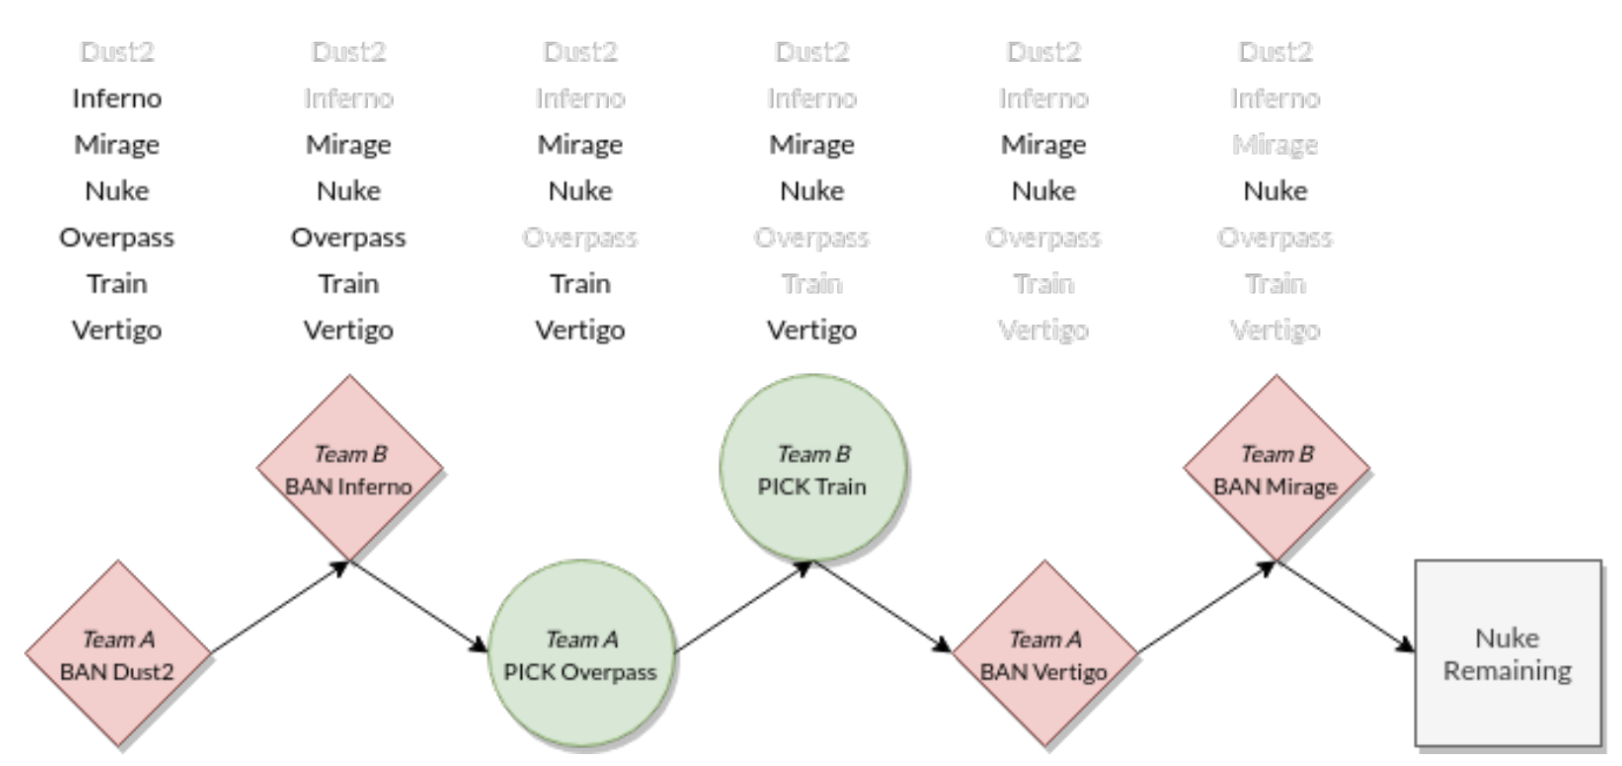 Dust2 Dust2 Dust2 Dust2 Dust2 Dust2
Inferno Inferno Inferno Inferno Inferno Inferno
Mirage Mirage Mirage Mirage Mirage Mirage
Nuke Nuke Nuke Nuke Nuke Nuke
Overpass Overpass Overpass Overpass Overpass Overpass
Train Train Train Train Train Train
Vertigo Vertigo Vertigo Vertigo Vertigo Vertigo
Team A
BAN Dust2
Team B
BAN Inferno
Team A
PICK Overpass
Team B
PICK Train
Team A
BAN Vertigo
Team B
BAN Mirage
Nuke
Remaining